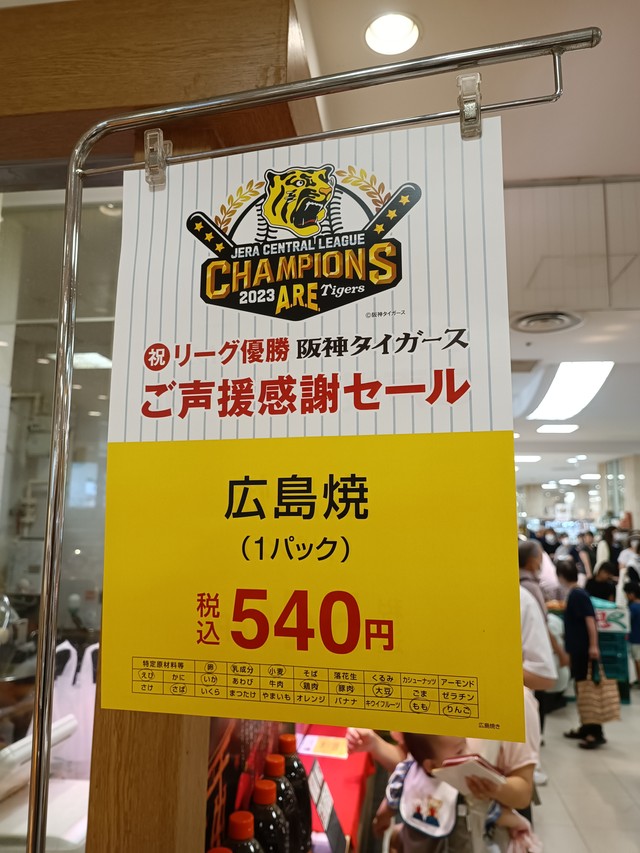 JERA CENTRAL LEAGUE
CHAMPIONS
2023 A.R.E. Tigers
©阪神タイガース
祝 リーグ優勝 阪神タイガース
ご声援感謝セール
広島焼
(1パック)
税込 540円
特定原材料等 卵 乳成分 小麦 そば 落花生 くるみ カシューナッツ アーモンド
えび かに いか あわび 牛肉 鶏肉 豚肉 大豆 ごま ゼラチン
さけ さば いくら まつたけ やまいも オレンジ バナナ キウイフルーツ もも りんご
広島焼き